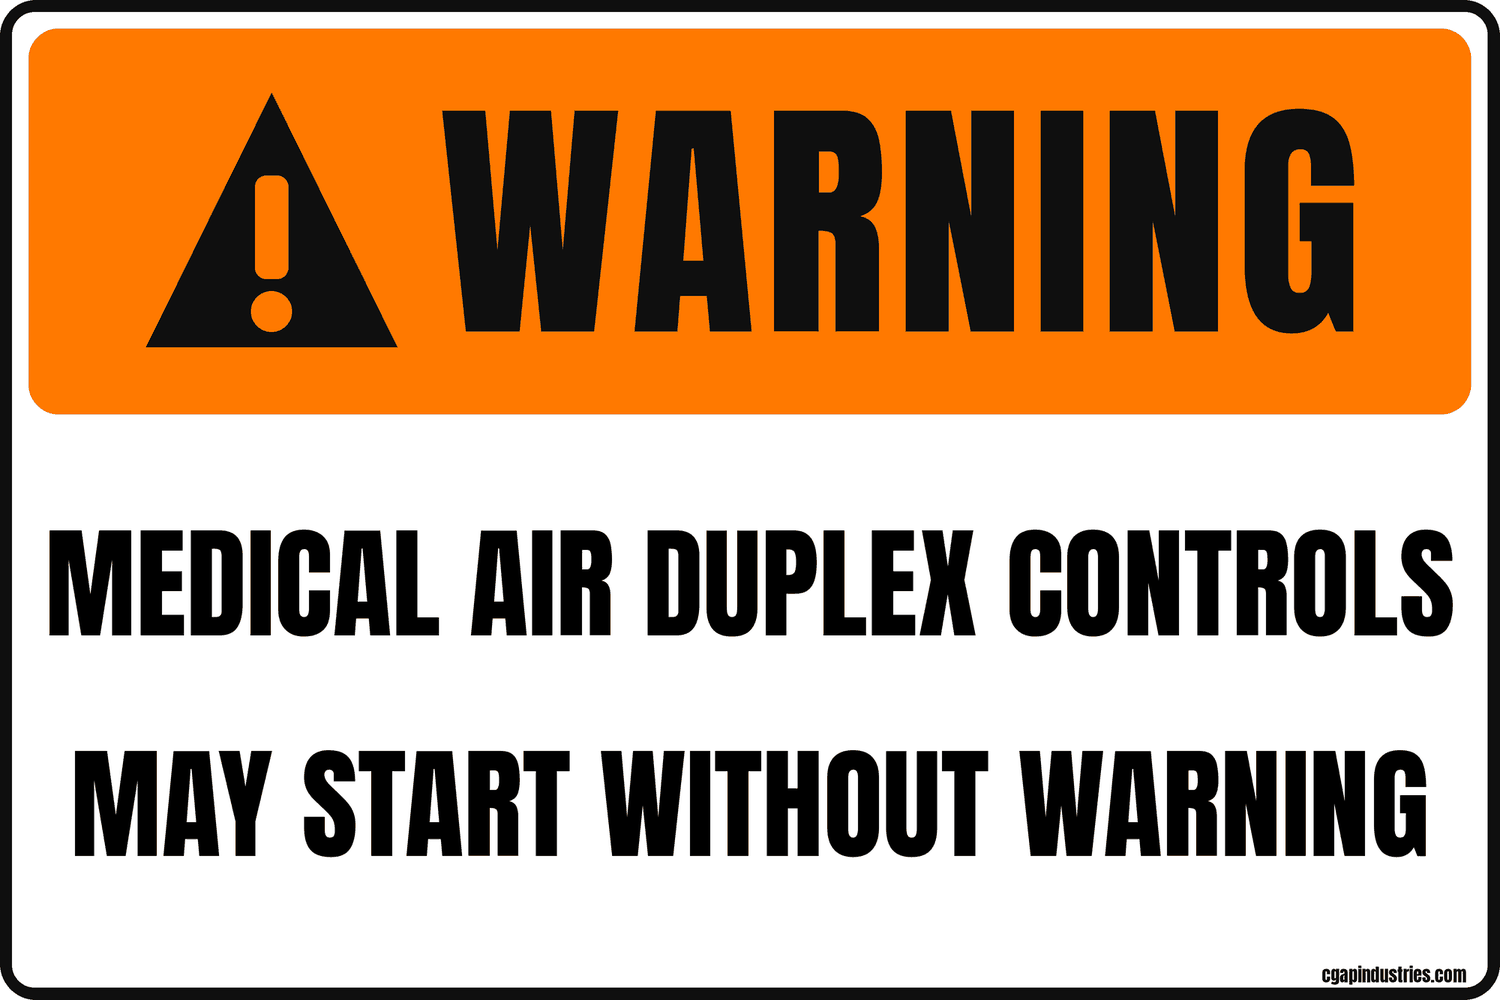 WARNING
MEDICAL AIR DUPLEX CONTROLS
MAY START WITHOUT WARNING
cgapindustries.com